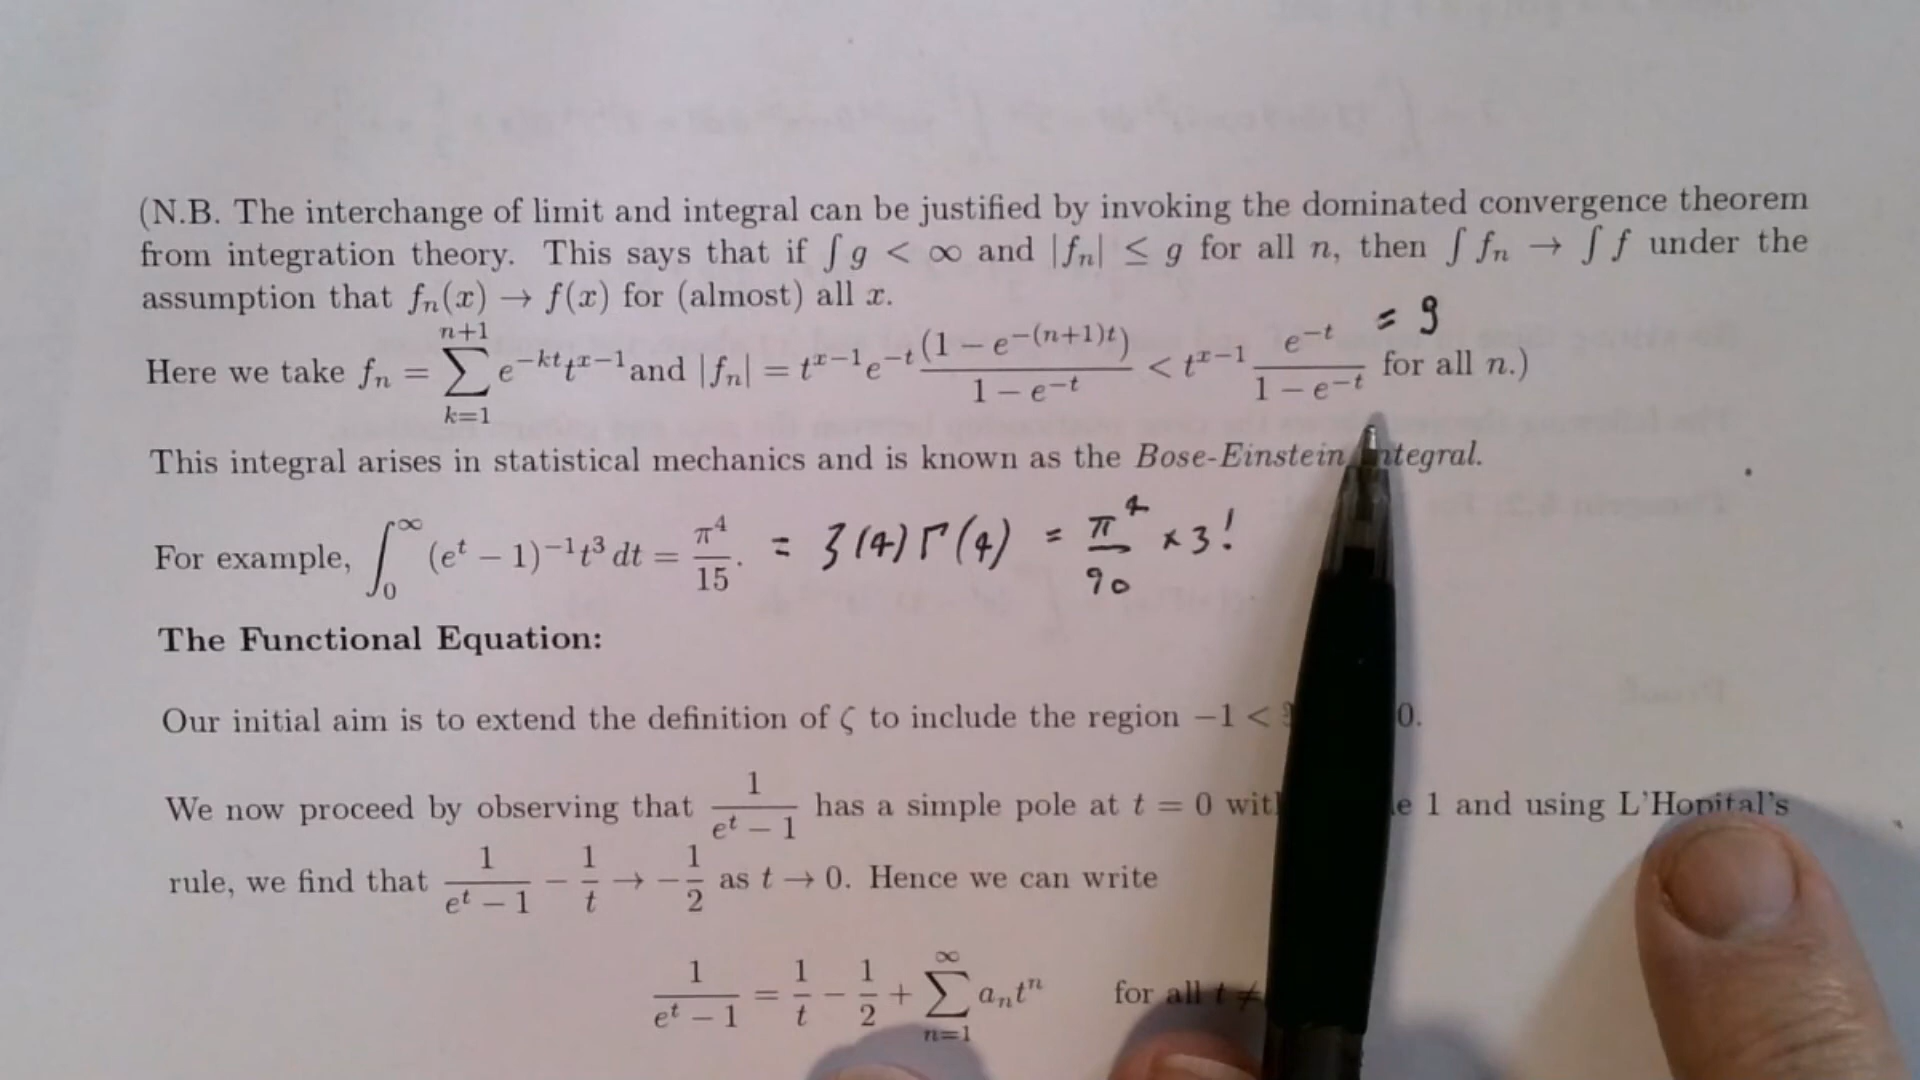 (N.B. The interchange of limit and integral can be justified by invoking the dominated convergence theorem
from integration theory. This says that if ∫ g < ∞ and |fₙ| ≤ g for all n, then ∫ fₙ → ∫ f under the
assumption that fₙ(x) → f(x) for (almost) all x.
Here we take fₙ = ∑_{k=1}^{n+1} e^{-kt}t^{x-1} and |fₙ| = t^{x-1}e^{-t} (1 - e^{-(n+1)t}) / (1 - e^{-t}) < t^{x-1} e^{-t} / (1 - e^{-t}) = g for all n.)
This integral arises in statistical mechanics and is known as the Bose-Einstein ntegral.
For example, ∫_0^∞ (e^t - 1)^{-1}t^3 dt = π^4/15. = ζ(4) Γ(4) = π^4/90 × 3!
The Functional Equation:
Our initial aim is to extend the definition of ζ to include the region −1 < 0.
We now proceed by observing that 1/(e^t - 1) has a simple pole at t = 0 1 and using L'Hopital's
rule, we find that 1/(e^t - 1) - 1/t → -1/2 as t → 0. Hence we can write
1/(e^t - 1) = 1/t - 1/2 + ∑_{n=1}^∞ aₙtⁿ for all t ≠